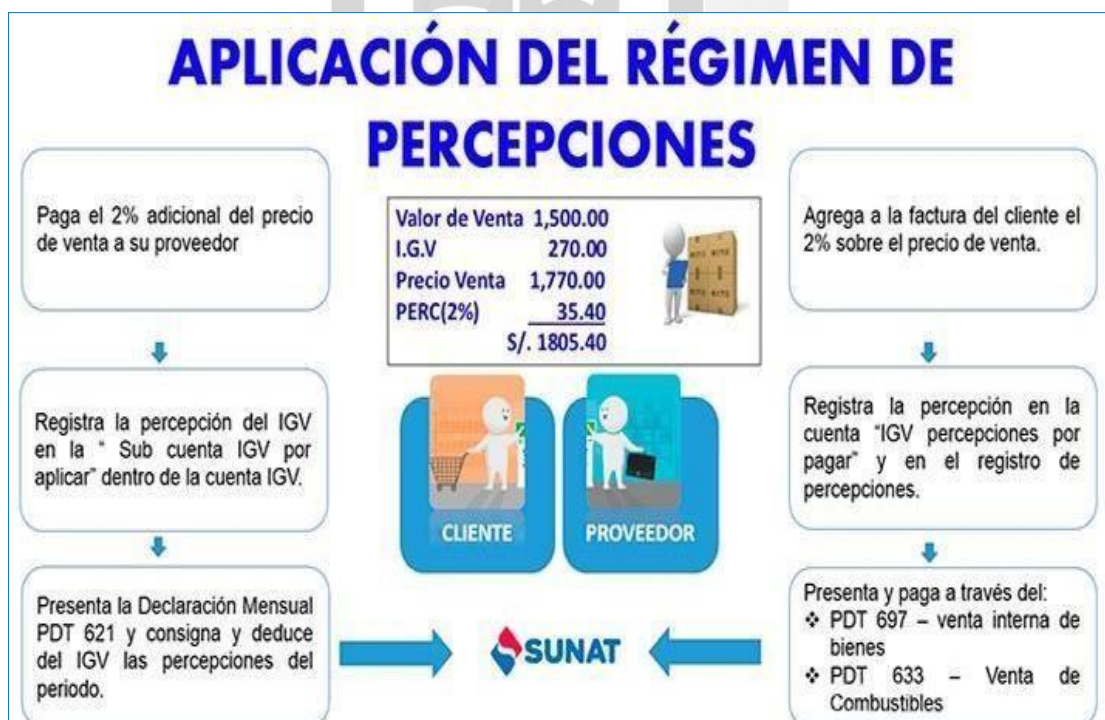 APLICACIÓN DEL RÉGIMEN DE
PERCEPCIONES
Paga el 2% adicional del precio
de venta a su proveedor
Registra la percepción del IGV
en la “ Sub cuenta IGV por
aplicar” dentro de la cuenta IGV.
Presenta la Declaración Mensual
PDT 621 y consigna y deduce
del IGV las percepciones del
periodo.
Valor de Venta 1,500.00
I.G.V 270.00
Precio Venta 1,770.00
PERC(2%) 35.40
S/. 1805.40
CLIENTE
PROVEEDOR
SUNAT
Agrega a la factura del cliente el
2% sobre el precio de venta.
Registra la percepción en la
cuenta “IGV percepciones por
pagar” y en el registro de
percepciones.
Presenta y paga a través del:
❖ PDT 697 – venta interna de
bienes
❖ PDT 633 – Venta de
Combustibles